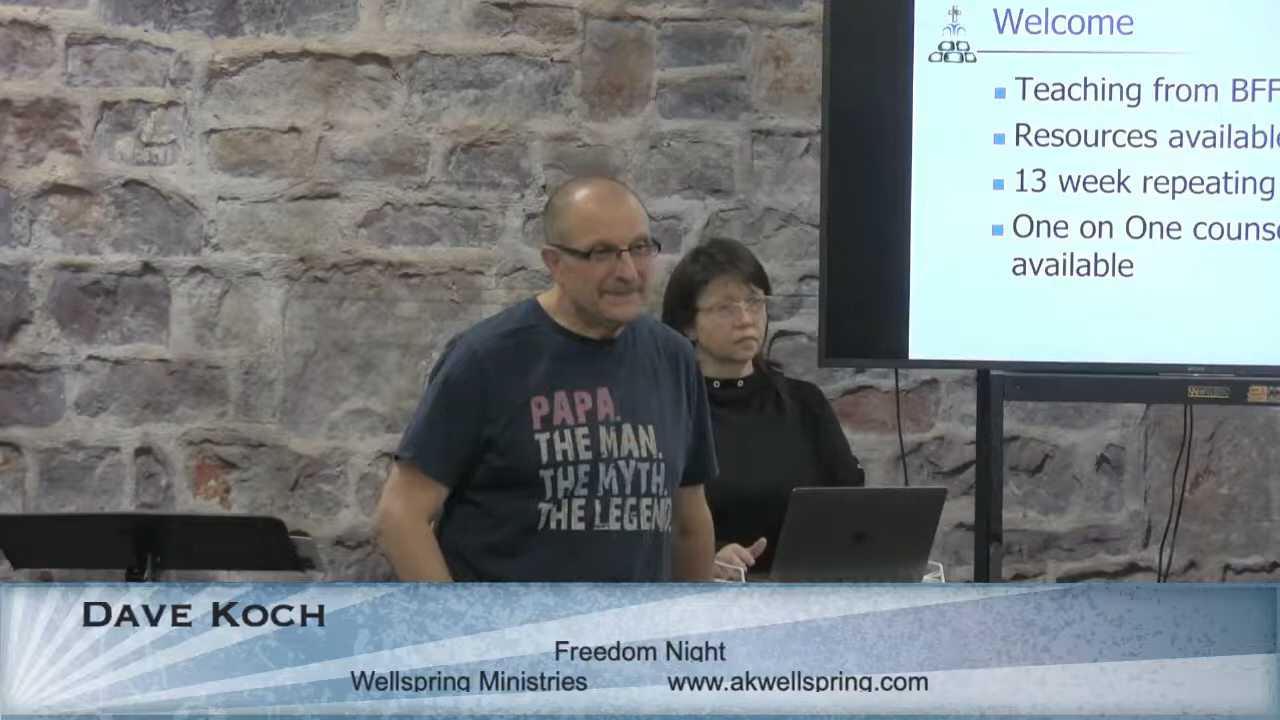 Welcome
Teaching from BFF
Resources available
13 week repeating
One on One couns
available
PAPA.
THE MAN.
THE MYTH.
THE LEGEND.
DAVE KOCH
Freedom Night
Wellspring Ministries www.akwellspring.com